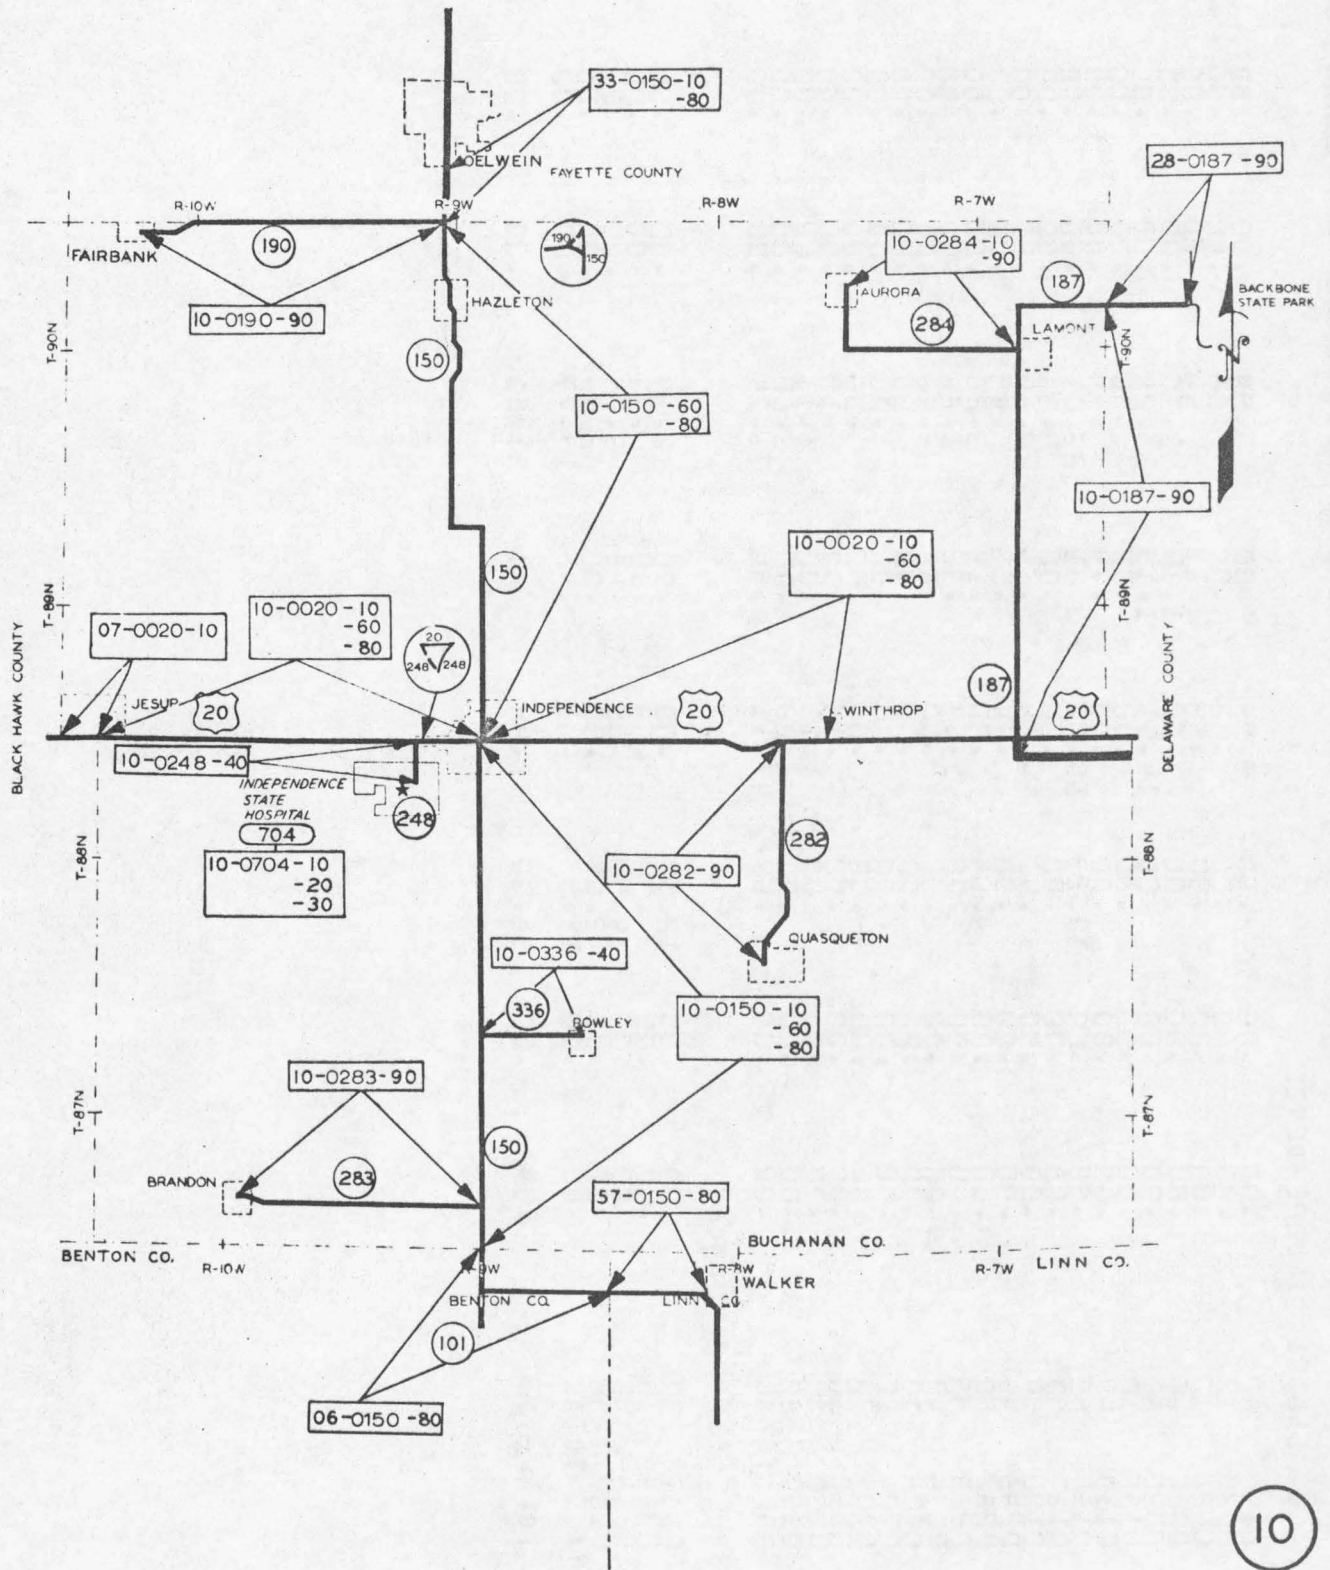 33-0150-10
-80
OELWEIN
FAYETTE COUNTY
28-0187-90
R-10W
R-9W
R-8W
R-7W
190
FAIRBANK
190
150
10-0284-10
-90
187
BACKBONE
STATE PARK
HAZLETON
AURORA
10-0190-90
284
LAMONT
T-90N
150
T-90N
N
10-0150-60
-80
10-0187-90
10-0020-10
-60
-80
150
T-89N
T-89N
10-0020-10
-60
-80
07-0020-10
20
248
248
BLACK HAWK COUNTY
DELAWARE COUNTY
187
JESUP
20
INDEPENDENCE
20
WINTHROP
20
10-0248-40
INDEPENDENCE
STATE
HOSPITAL
248
704
282
T-88N
T-88N
10-0704-10
-20
-30
10-0282-90
QUASQUETON
10-0336-40
336
ROWLEY
10-0150-10
-60
-80
10-0283-90
T-87N
T-87N
150
BRANDON
283
57-0150-80
BENTON CO.
BUCHANAN CO.
R-10W
R-9W
R-8W
R-7W
LINN CO.
WALKER
BENTON CO.
LINN CO
101
06-0150-80
10